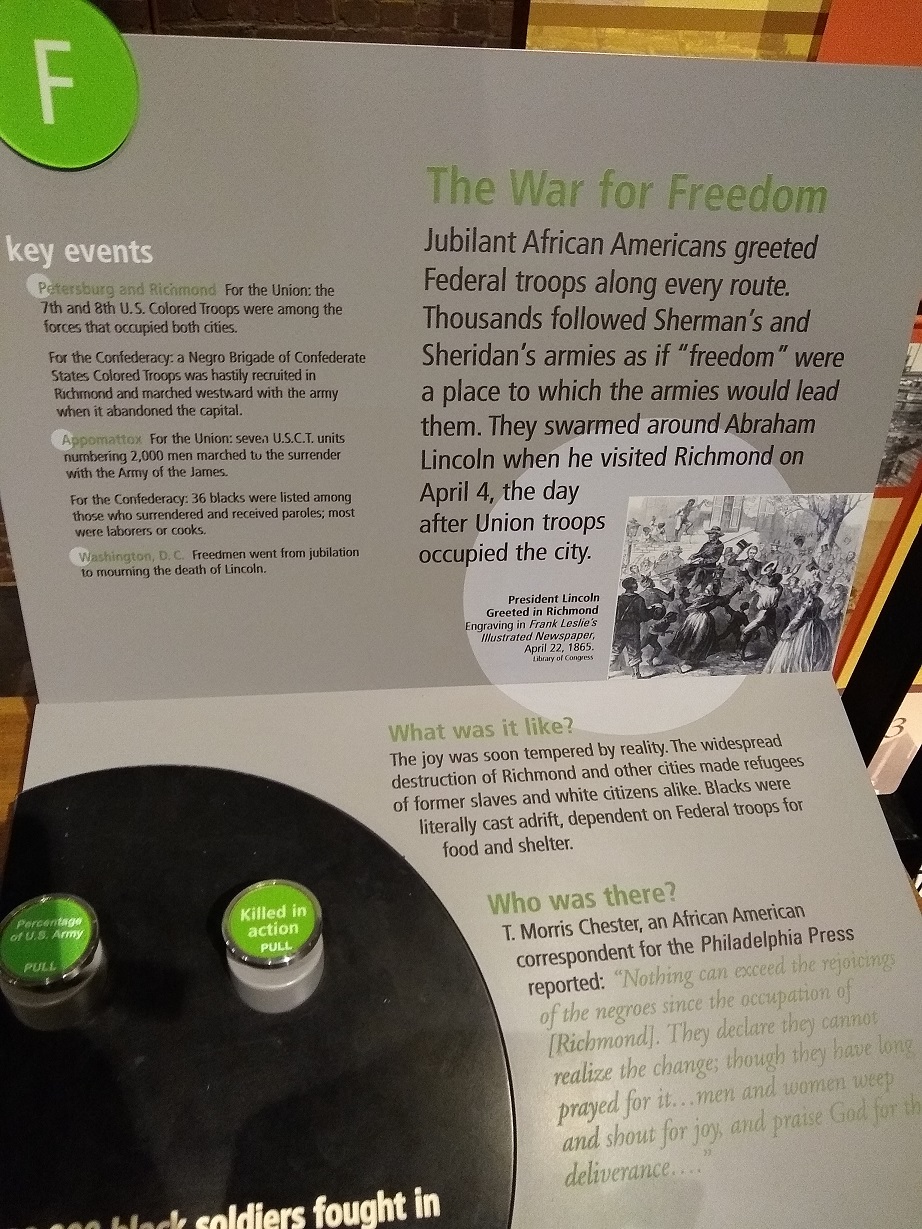 F
key events
Petersburg and Richmond For the Union: the
7th and 8th U.S. Colored Troops were among the
forces that occupied both cities.
For the Confederacy: a Negro Brigade of Confederate
States Colored Troops was hastily recruited in
Richmond and marched westward with the army
when it abandoned the capital.
Appomattox For the Union: seven U.S.C.T. units
numbering 2,000 men marched to the surrender
with the Army of the James.
For the Confederacy: 36 blacks were listed among
those who surrendered and received paroles; most
were laborers or cooks.
Washington, D. C. Freedmen went from jubilation
to mourning the death of Lincoln.
The War for Freedom
Jubilant African Americans greeted
Federal troops along every route.
Thousands followed Sherman's and
Sheridan's armies as if "freedom" were
a place to which the armies would lead
them. They swarmed around Abraham
Lincoln when he visited Richmond on
April 4, the day
after Union troops
occupied the city.
President Lincoln
Greeted in Richmond
Engraving in Frank Leslie's
Illustrated Newspaper,
April 22, 1865.
Library of Congress
What was it like?
The joy was soon tempered by reality. The widespread
destruction of Richmond and other cities made refugees
of former slaves and white citizens alike. Blacks were
literally cast adrift, dependent on Federal troops for
food and shelter.
Who was there?
T. Morris Chester, an African American
correspondent for the Philadelphia Press
reported: "Nothing can exceed the rejoicings
of the negroes since the occupation of
[Richmond]. They declare they cannot
realize the change; though they have long
prayed for it...men and women weep
and shout for joy, and praise God for
deliverance...."
Percentage
of U.S. Army
PULL
Killed in
action
PULL
black soldiers fought in
3